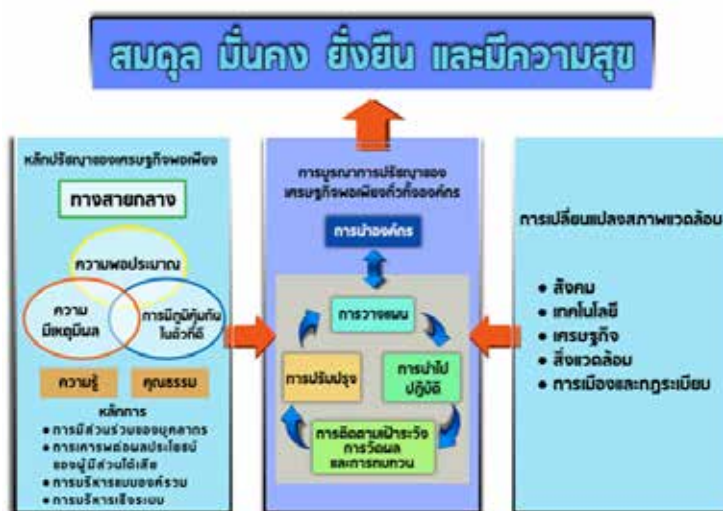 สมดุล มั่นคง ยั่งยืน และมีความสุข
หลักปรัชญาของเศรษฐกิจพอเพียง
ทางสายกลาง
ความพอประมาณ
ความ
มีเหตุมีผล
การมีภูมิคุ้มกัน
ในตัวที่ดี
ความรู้
คุณธรรม
หลักการ
• การมีส่วนร่วมของบุคลากร
• การเคารพต่อผลประโยชน์
ของผู้มีส่วนได้เสีย
• การบริหารแบบองค์รวม
• การบริหารเชิงระบบ
การบูรณาการปรัชญาของ
เศรษฐกิจพอเพียงทั่วทั้งองค์กร
การนำองค์กร
การวางแผน
การนำไป
ปฏิบัติ
การติดตามเฝ้าระวัง
การวัดผล
และการทบทวน
การปรับปรุง
การเปลี่ยนแปลงสภาพแวดล้อม
• สังคม
• เทคโนโลยี
• เศรษฐกิจ
• สิ่งแวดล้อม
• การเมืองและกฎระเบียบ